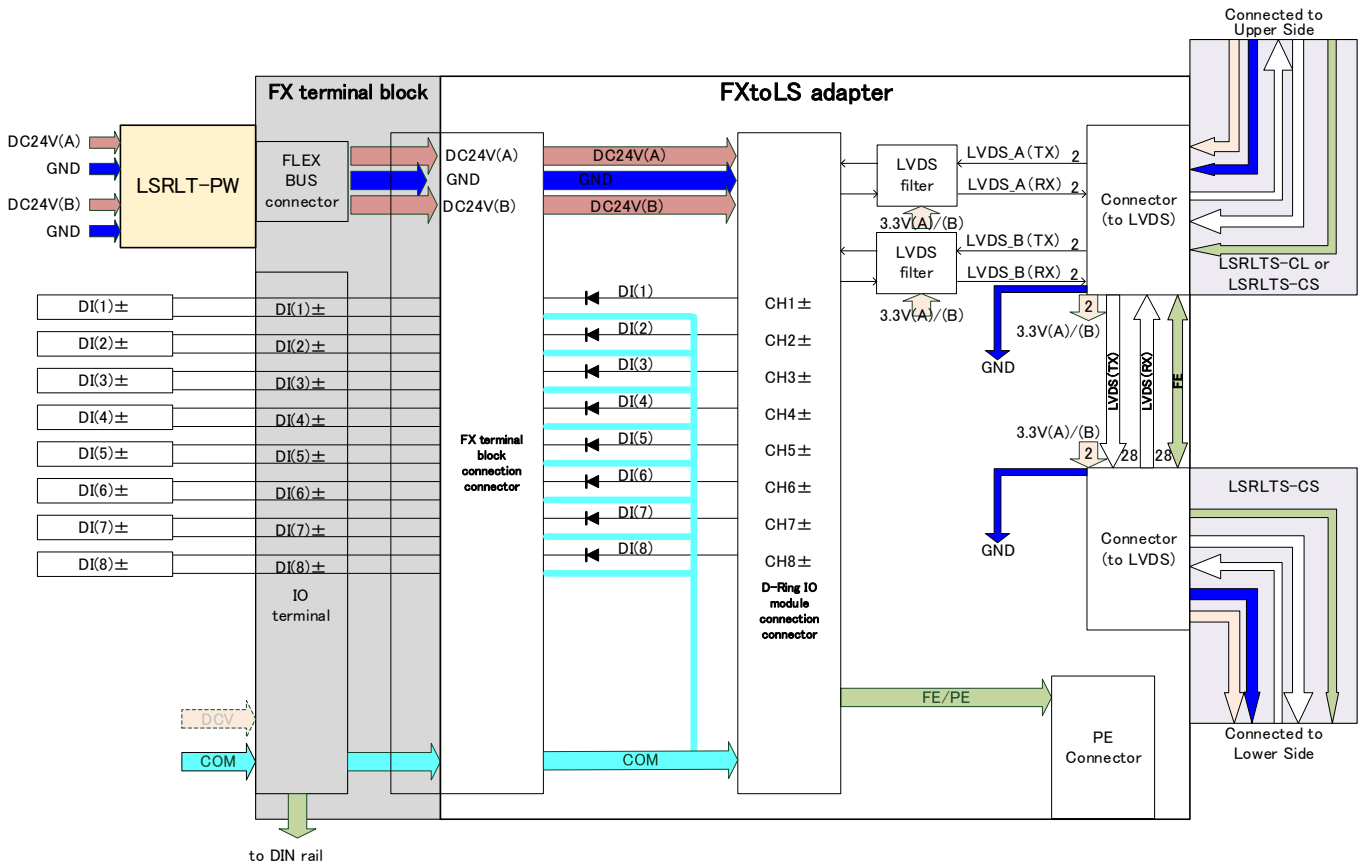 Connected to
Upper Side
FX terminal block
FXtoLS adapter
DC24V(A)
GND
DC24V(B)
GND
LSRLT-PW
FLEX
BUS
connector
DC24V(A)
GND
DC24V(B)
DC24V(A)
GND
DC24V(B)
LVDS
filter
LVDS_A(TX) 2
LVDS_A(RX) 2
3.3V(A)/(B)
LVDS
filter
LVDS_B(TX) 2
LVDS_B(RX) 2
3.3V(A)/(B)
Connector
(to LVDS)
LSRLTS-CL or
LSRLTS-CS
2
3.3V(A)/(B)
GND
LVDS(TX)
LVDS(RX)
FE
3.3V(A)/(B)
2
28
28
GND
Connector
(to LVDS)
LSRLTS-CS
Connected to
Lower Side
DI(1)±
DI(2)±
DI(3)±
DI(4)±
DI(5)±
DI(6)±
DI(7)±
DI(8)±
DI(1)±
DI(2)±
DI(3)±
DI(4)±
DI(5)±
DI(6)±
DI(7)±
DI(8)±
IO
terminal
FX terminal
block
connection
connector
DI(1)
DI(2)
DI(3)
DI(4)
DI(5)
DI(6)
DI(7)
DI(8)
CH1±
CH2±
CH3±
CH4±
CH5±
CH6±
CH7±
CH8±
D-Ring IO
module
connection
connector
FE/PE
PE
Connector
DCV
COM
COM
to DIN rail